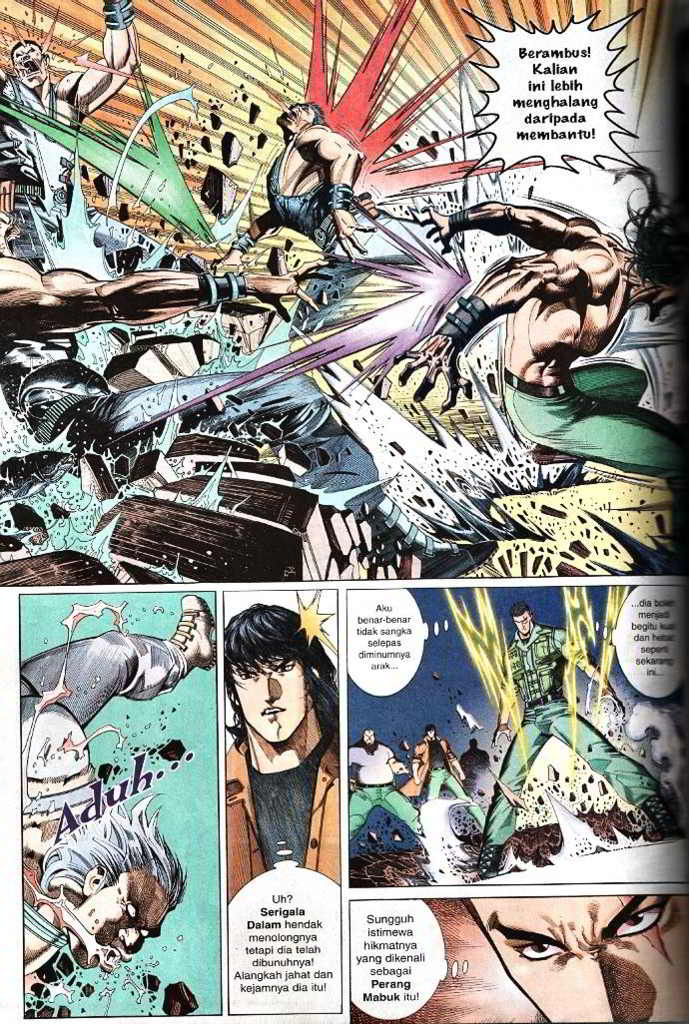 Berambus!
Kalian
ini lebih
menghalang
daripada
membantu!
Aduh...
Uh?
Serigala
Dalam hendak
menolongnya
tetapi dia telah
dibunuhnya!
Alangkah jahat dan
kejamnya dia itu!
Aku
benar-benar
tidak sangka
selepas
diminumnya
arak...
...dia boleh
menjadi
begitu kuat
dan hebat
seperti
sekarang
ini...
Sungguh
istimewa
hikmatnya
yang dikenali
sebagai
Perang
Mabuk itu!